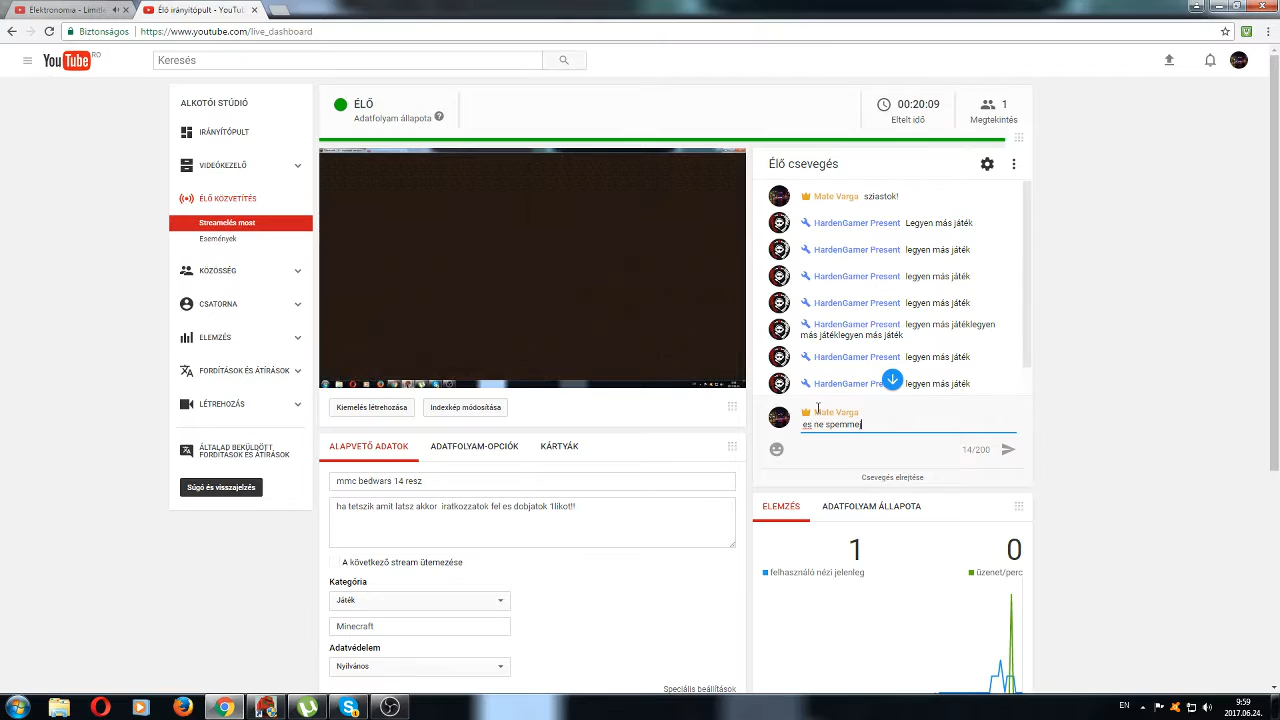 Elektronomia - Limitle
Élő irányítópult - YouTub
Biztonságos
https://www.youtube.com/live_dashboard
YouTube RO
Keresés
ALKOTÓI STÚDIÓ
IRÁNYÍTÓPULT
VIDEÓKEZELŐ
ÉLŐ KÖZVETÍTÉS
Streamelés most
Események
KÖZÖSSÉG
CSATORNA
ELEMZÉS
FORDÍTÁSOK ÉS ÁTÍRÁSOK
LÉTREHOZÁS
ÁLTALAD BEKÜLDÖTT
FORDÍTÁSOK ÉS ÁTÍRÁSOK
Súgó és visszajelzés
ÉLŐ
Adatfolyam állapota
00:20:09
Eltelt idő
1
Megtekintés
Kiemelés létrehozása
Indexkép módosítása
ALAPVETŐ ADATOK
ADATFOLYAM-OPCIÓK
KÁRTYÁK
mmc bedwars 14 resz
ha tetszik amit latsz akkor iratkozzatok fel es dobjatok 1likot!!
A következő stream ütemezése
Kategória
Játék
Minecraft
Adatvédelem
Nyilvános
Speciális beállítások
Élő csevegés
Mate Varga sziastok!
HardenGamer Present Legyen más játék
HardenGamer Present legyen más játék
HardenGamer Present legyen más játék
HardenGamer Present legyen más játék
HardenGamer Present legyen más játéklegyen
más játéklegyen más játék
HardenGamer Present legyen más játék
HardenGamer Pre legyen más játék
Mate Varga
es ne spemmej
14/200
Csevegés elrejtése
ELEMZÉS
ADATFOLYAM ÁLLAPOTA
1
felhasználó nézi jelenleg
0
üzenet/perc
EN
9:59
2017.06.24.